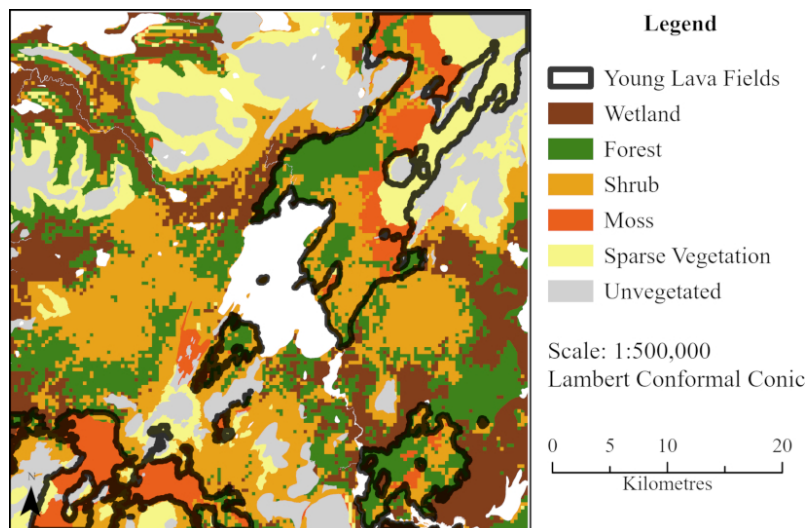 Legend
Young Lava Fields
Wetland
Forest
Shrub
Moss
Sparse Vegetation
Unvegetated
Scale: 1:500,000
Lambert Conformal Conic
0 5 10 20
Kilometres
N